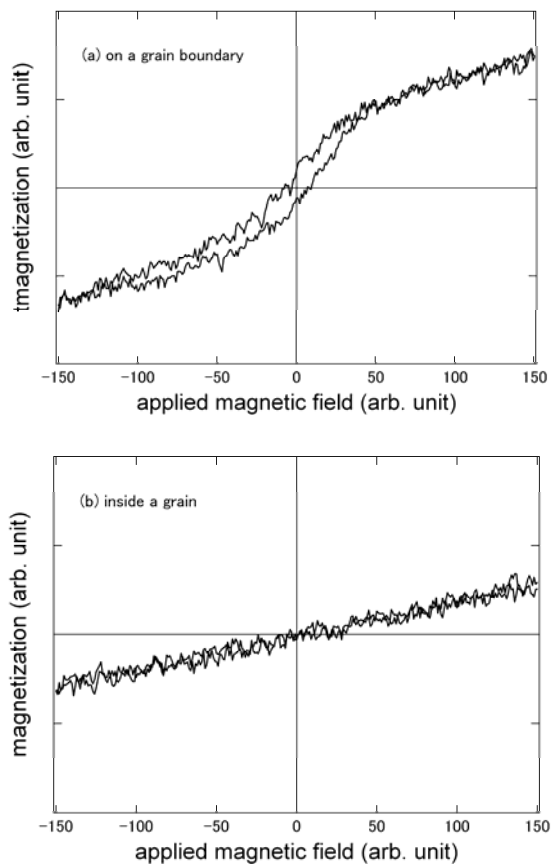 (a) on a grain boundary
tmagnetization (arb. unit)
-150 -100 -50 0 50 100 150
applied magnetic field (arb. unit)
(b) inside a grain
magnetization (arb. unit)
-150 -100 -50 0 50 100 150
applied magnetic field (arb. unit)